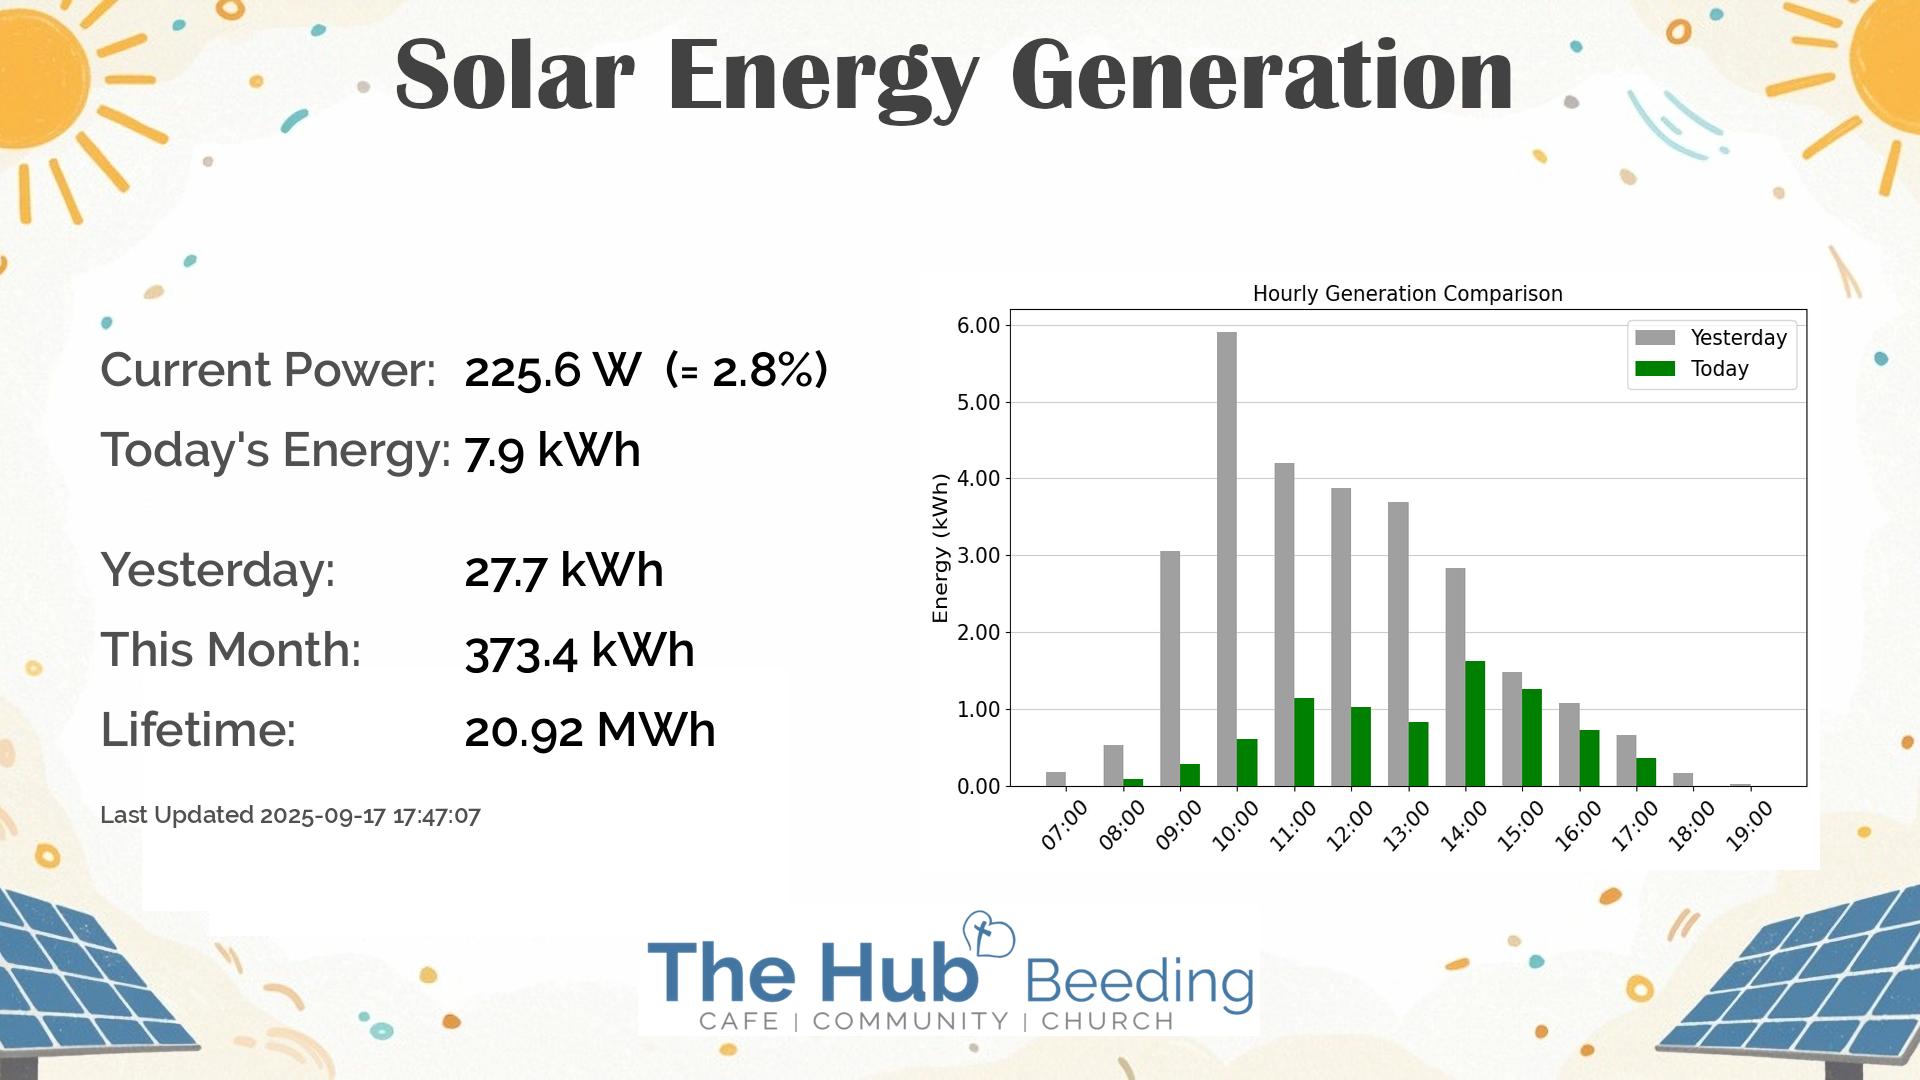 Solar Energy Generation
Current Power: 225.6 W (= 2.8%)
Today's Energy: 7.9 kWh
Yesterday: 27.7 kWh
This Month: 373.4 kWh
Lifetime: 20.92 MWh
Last Updated 2025-09-17 17:47:07
Hourly Generation Comparison
Yesterday
Today
Energy (kWh)
6.00
5.00
4.00
3.00
2.00
1.00
0.00
07:00 08:00 09:00 10:00 11:00 12:00 13:00 14:00 15:00 16:00 17:00 18:00 19:00
The Hub Beeding
CAFE | COMMUNITY | CHURCH